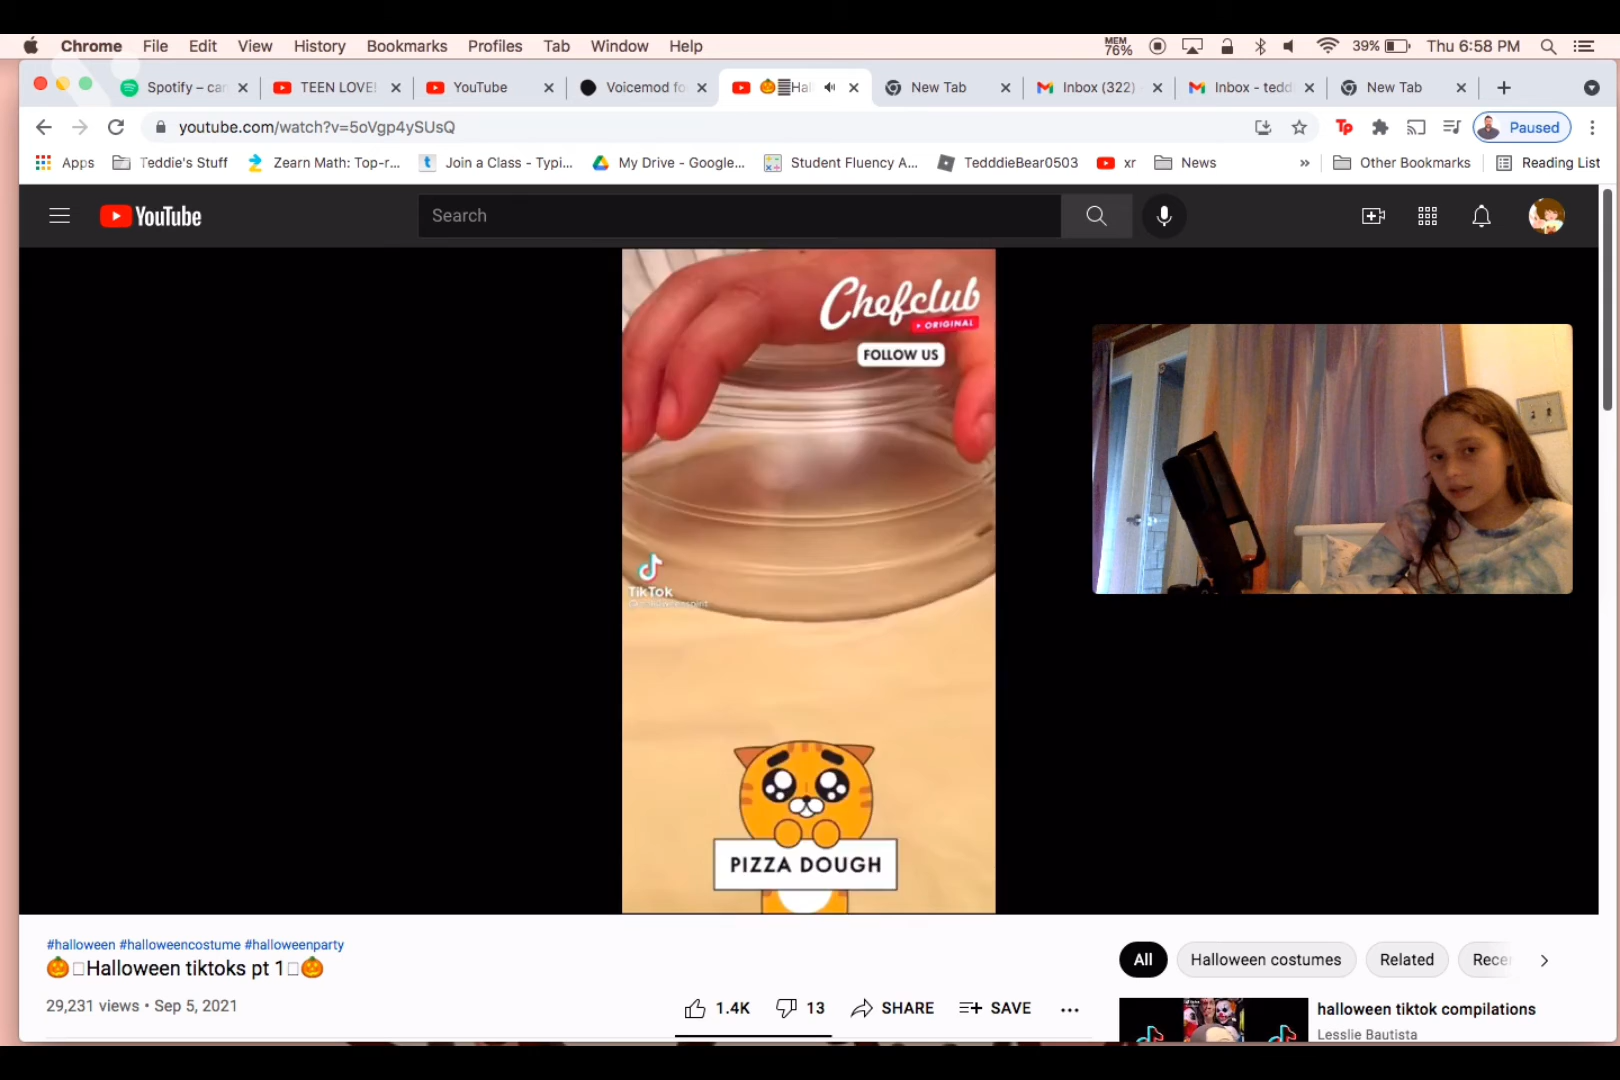 Chrome File Edit View History Bookmarks Profiles Tab Window Help MEM 76% 39% Thu 6:58 PM
Spotify – car TEEN LOVE! YouTube Voicemod fo Hal New Tab Inbox (322) Inbox - tedd New Tab
youtube.com/watch?v=5oVgp4ySUsQ Paused
Apps Teddie's Stuff Zearn Math: Top-r... Join a Class - Typi... My Drive - Google... Student Fluency A... TedddieBear0503 xr News » Other Bookmarks Reading List
YouTube Search
Chefclub
ORIGINAL
FOLLOW US
TikTok
PIZZA DOUGH
#halloween #halloweencostume #halloweenparty
🎃□Halloween tiktoks pt 1□🎃
29,231 views • Sep 5, 2021
1.4K 13 SHARE SAVE ...
All Halloween costumes Related Rece
halloween tiktok compilations
Lesslie Bautista